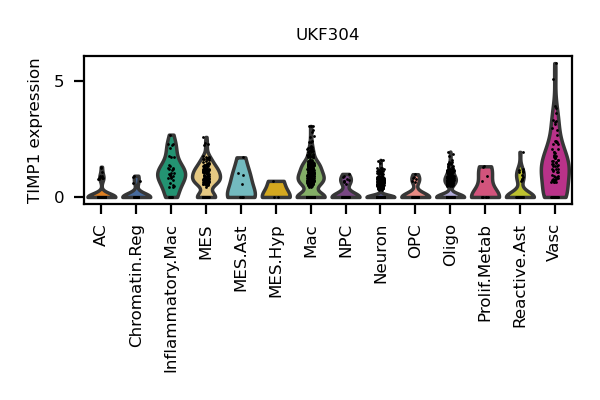 UKF304
TIMP1 expression
5
0
AC
Chromatin.Reg
Inflammatory.Mac
MES
MES.Ast
MES.Hyp
Mac
NPC
Neuron
OPC
Oligo
Prolif.Metab
Reactive.Ast
Vasc